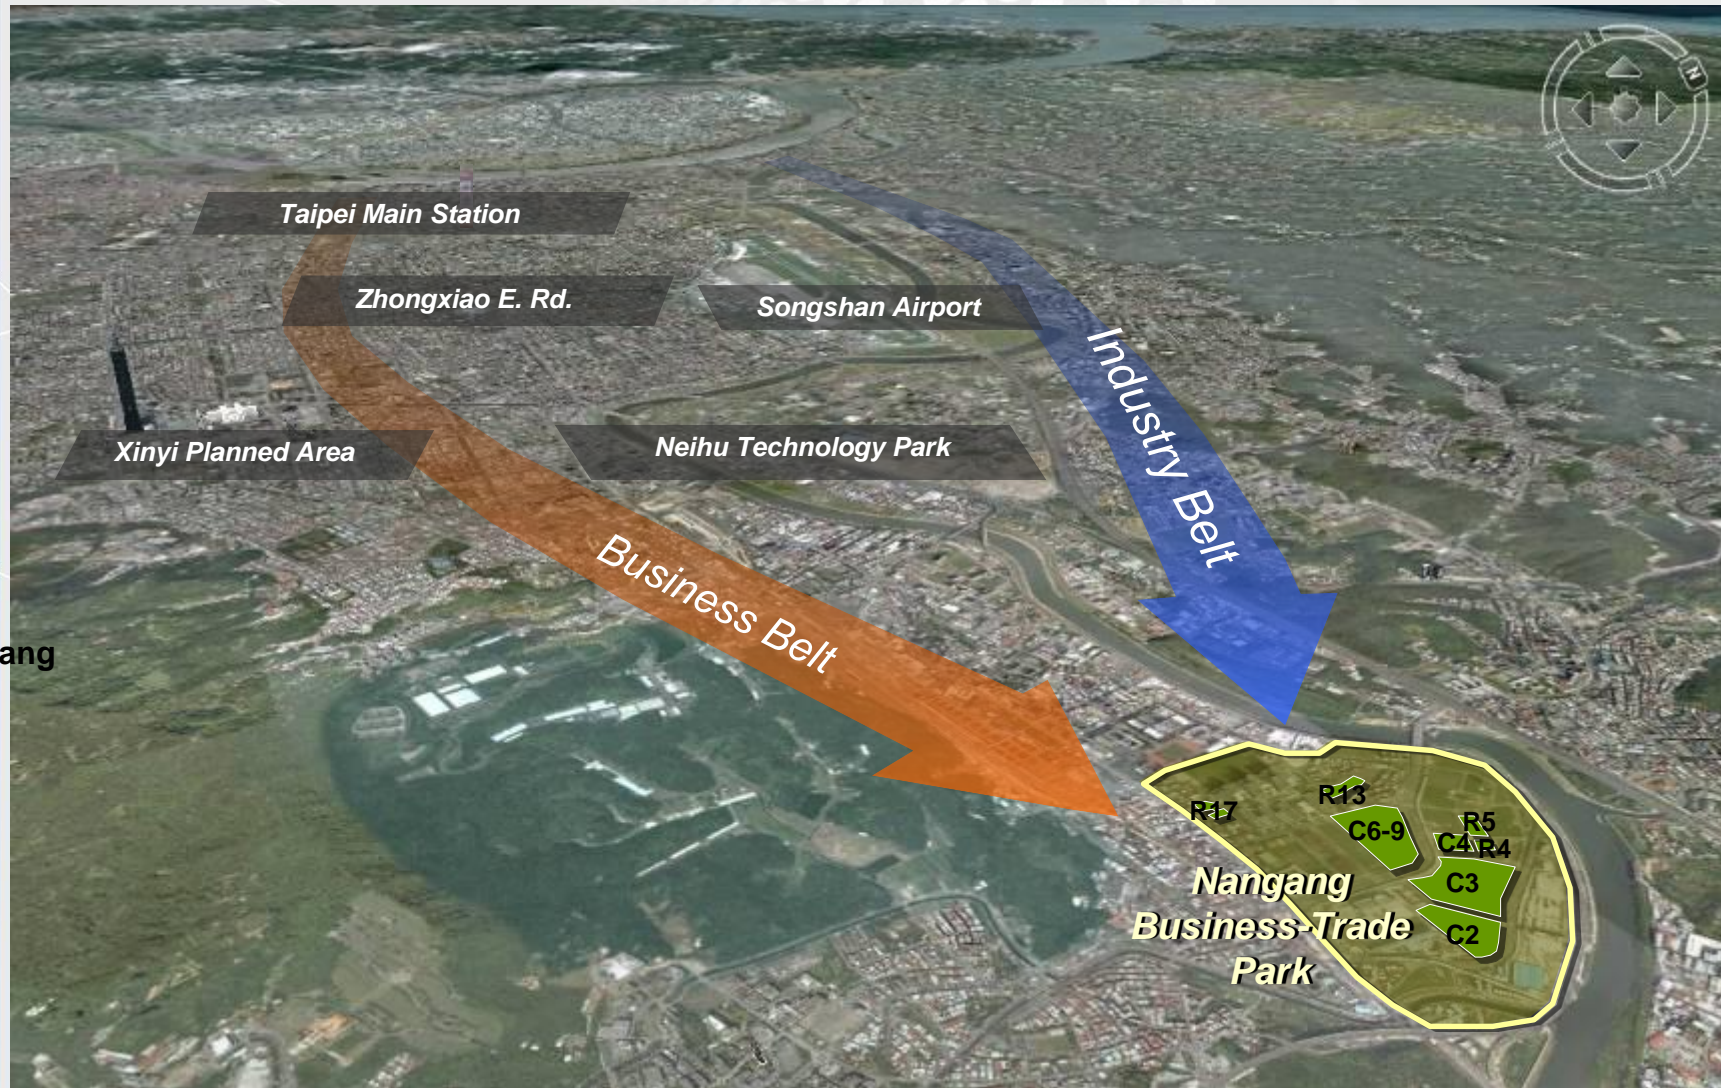 N
Taipei Main Station
Zhongxiao E. Rd.
Songshan Airport
Industry Belt
Xinyi Planned Area
Neihu Technology Park
Business Belt
ang
R13
R17
R5
C6-9
C4
R4
Nangang
C3
Business-Trade
C2
Park